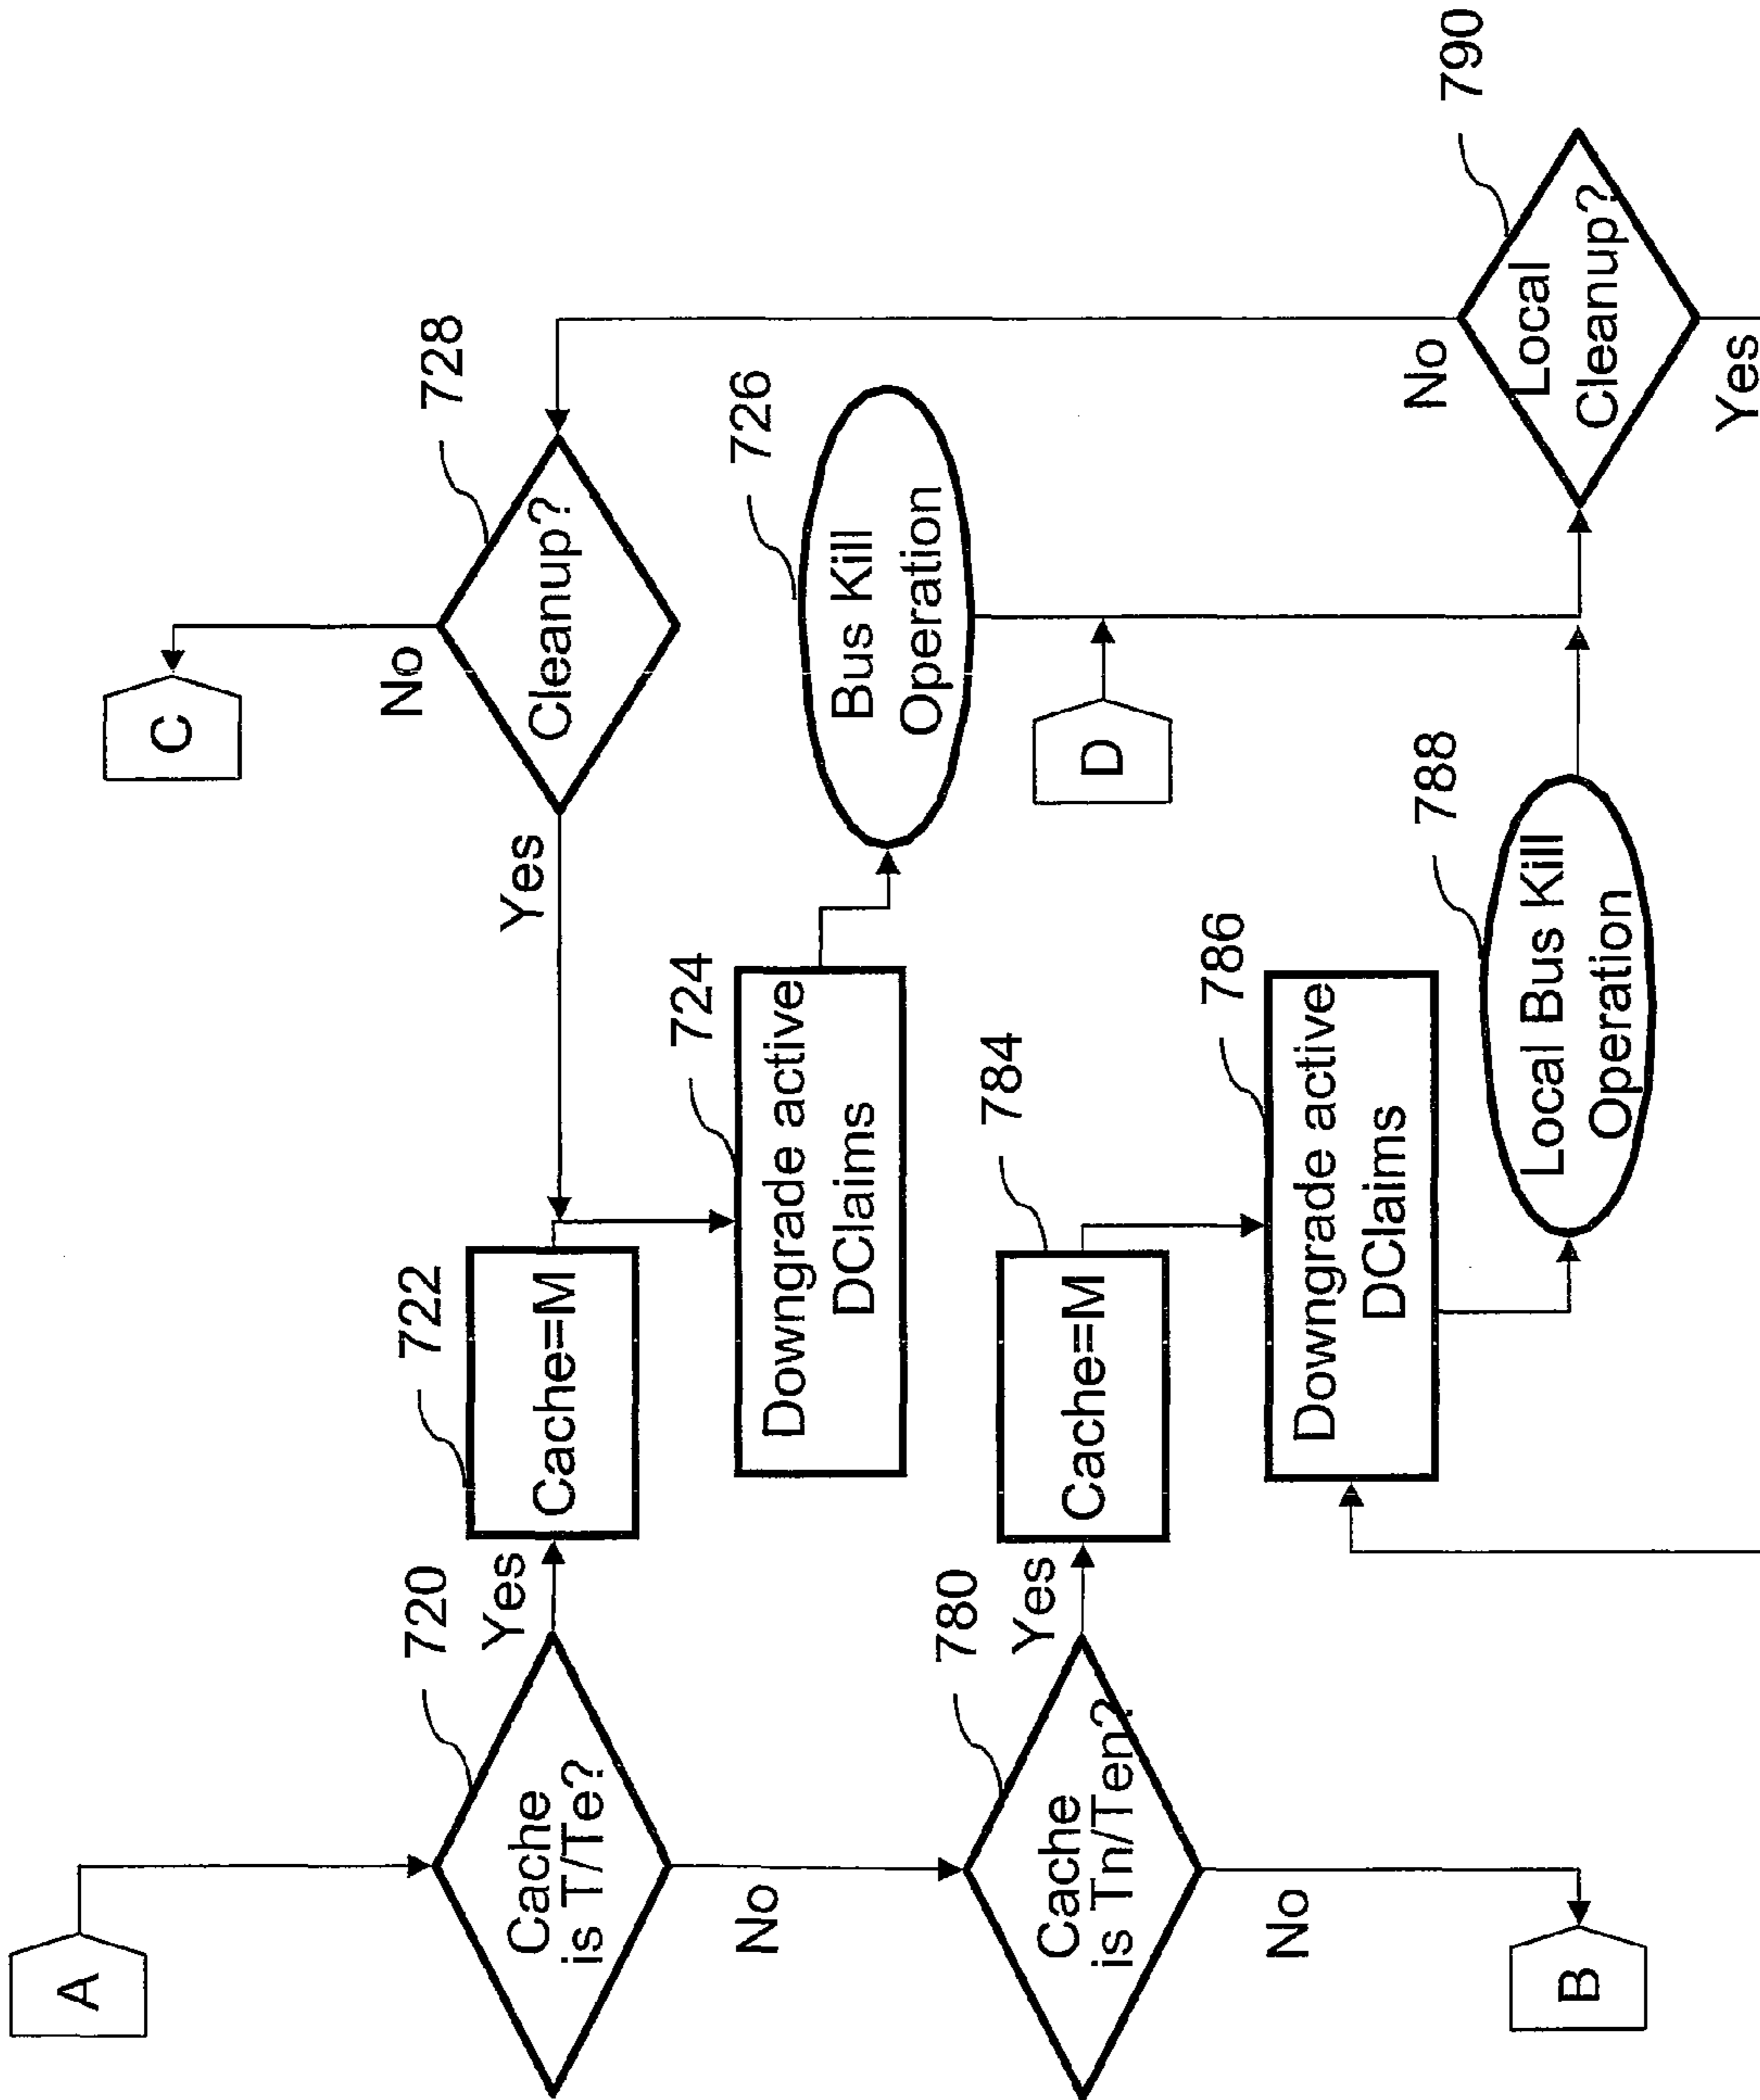 A
Cache
is T/Te?
720
Yes
No
Cache=M
722
Downgrade active
DClaims
724
Bus Kill
Operation
726
Cleanup?
728
Yes
No
C
Cache
is Tn/Ten?
780
Yes
No
B
Cache=M
784
Downgrade active
DClaims
786
Local Bus Kill
Operation
788
D
Local
Cleanup?
790
No
Yes